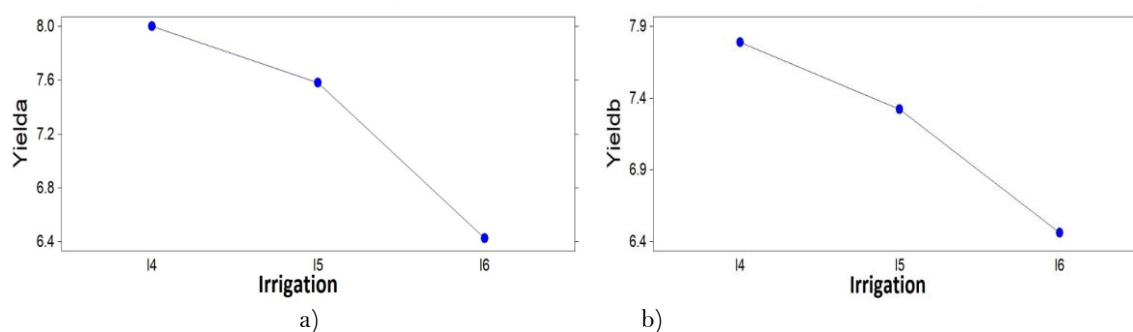 8.0
7.6
7.2
6.8
6.4
Yielda
I4 I5 I6
Irrigation
a)
7.9
7.4
6.9
6.4
Yieldb
I4 I5 I6
Irrigation
b)